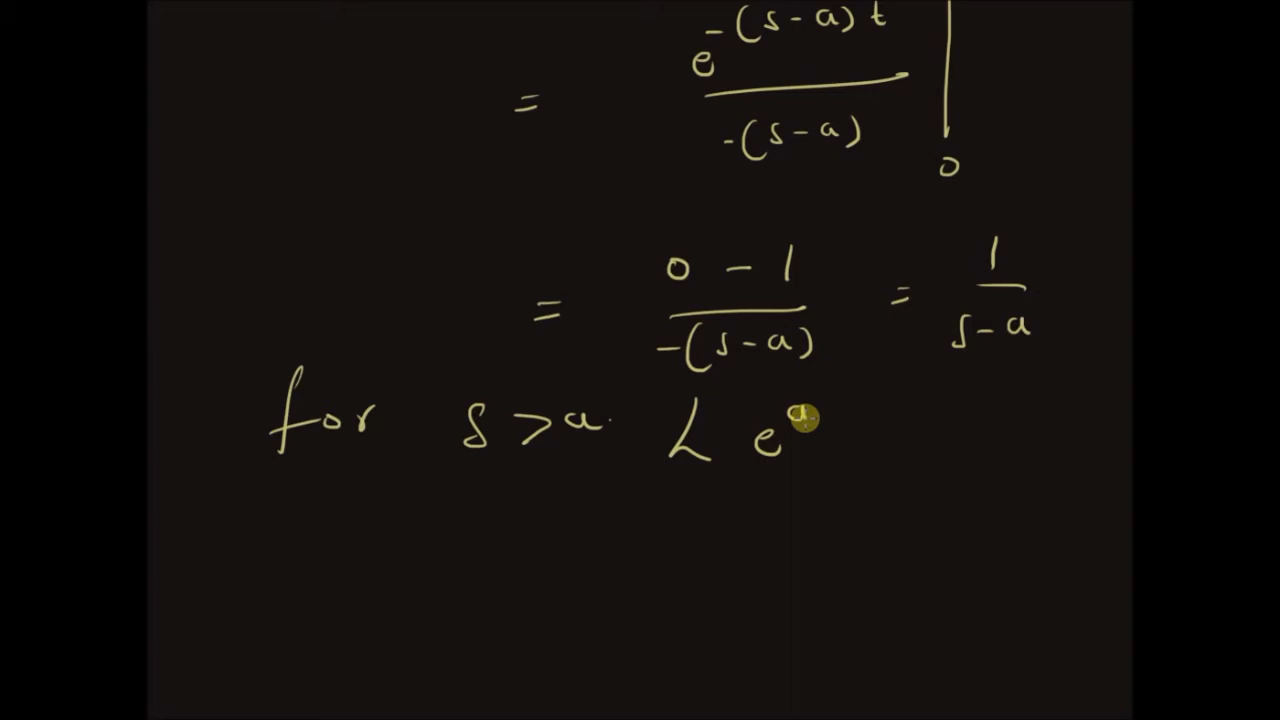 = e^{-(s-a)t} / -(s-a) | 0
= 0 - 1 / -(s-a) = 1 / s-a
for s > a. L e^a